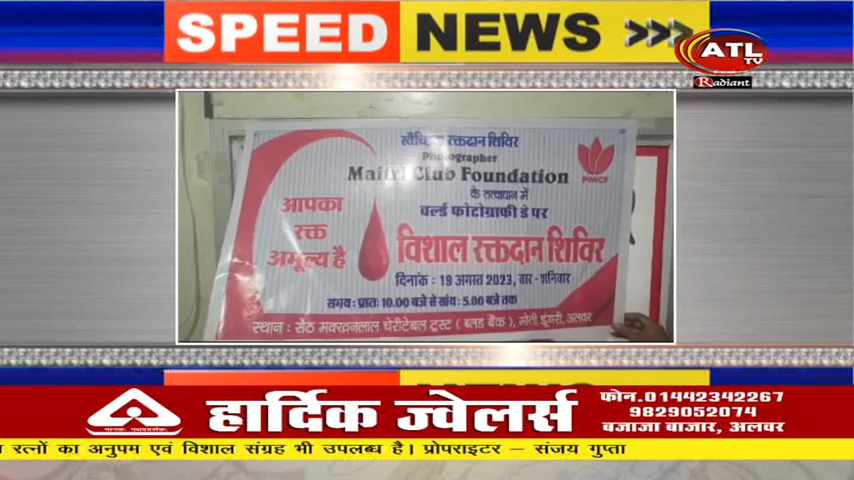 SPEED NEWS >>>
ATL
TV
Radiant
स्वैच्छिक रक्तदान शिविर
Photographer
Maitri Club Foundation
PMCF
के तत्वाधान में
वर्ल्ड फोटोग्राफी डे पर
आपका
रक्त
अमूल्य है
विशाल रक्तदान शिविर
दिनांक : 19 अगस्त 2023, वार - शनिवार
समय : प्रातः 10.00 बजे से सांय : 5.00 बजे तक
स्थान : सेठ मक्खनलाल चेरीटेबल ट्रस्ट ( ब्लड बैंक ), मोती डूंगरी, अलवर
हार्दिक ज्वेलर्स
फोन.01442342267
9829052074
बजाजा बाजार, अलवर
रत्नों का अनुपम एवं विशाल संग्रह भी उपलब्ध है। प्रोपराइटर – संजय गुप्ता